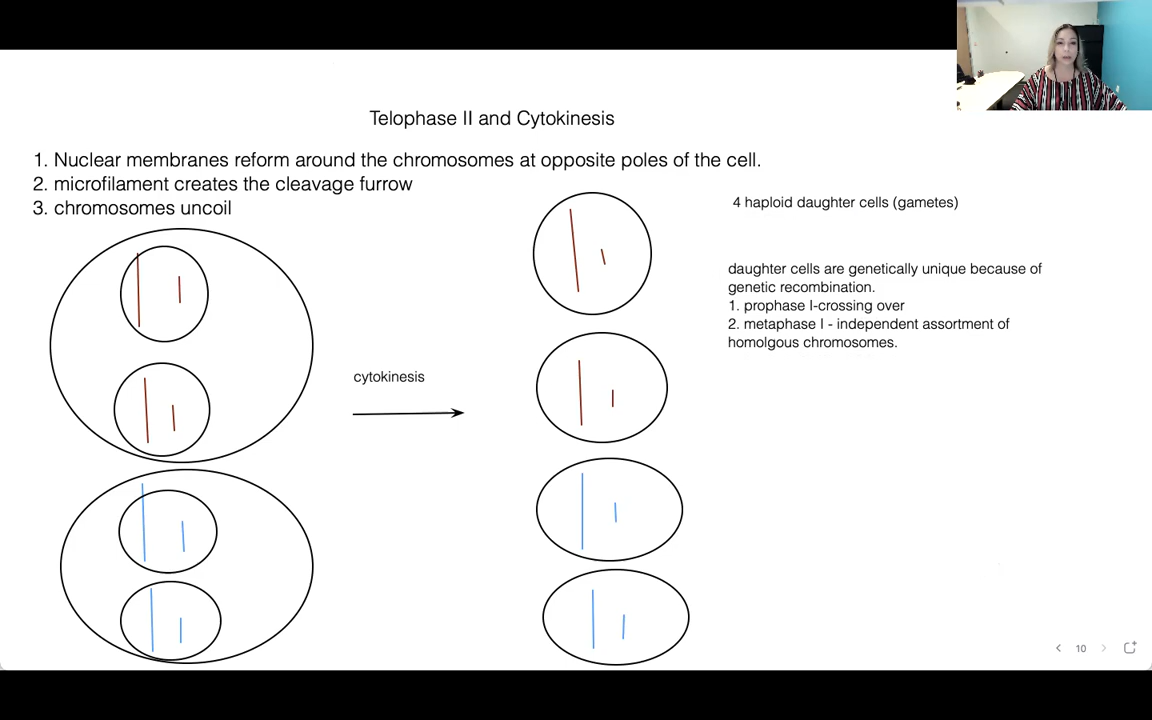 Telophase II and Cytokinesis
1. Nuclear membranes reform around the chromosomes at opposite poles of the cell.
2. microfilament creates the cleavage furrow
3. chromosomes uncoil
4 haploid daughter cells (gametes)
daughter cells are genetically unique because of
genetic recombination.
1. prophase I-crossing over
2. metaphase I - independent assortment of
homolgous chromosomes.
cytokinesis
10